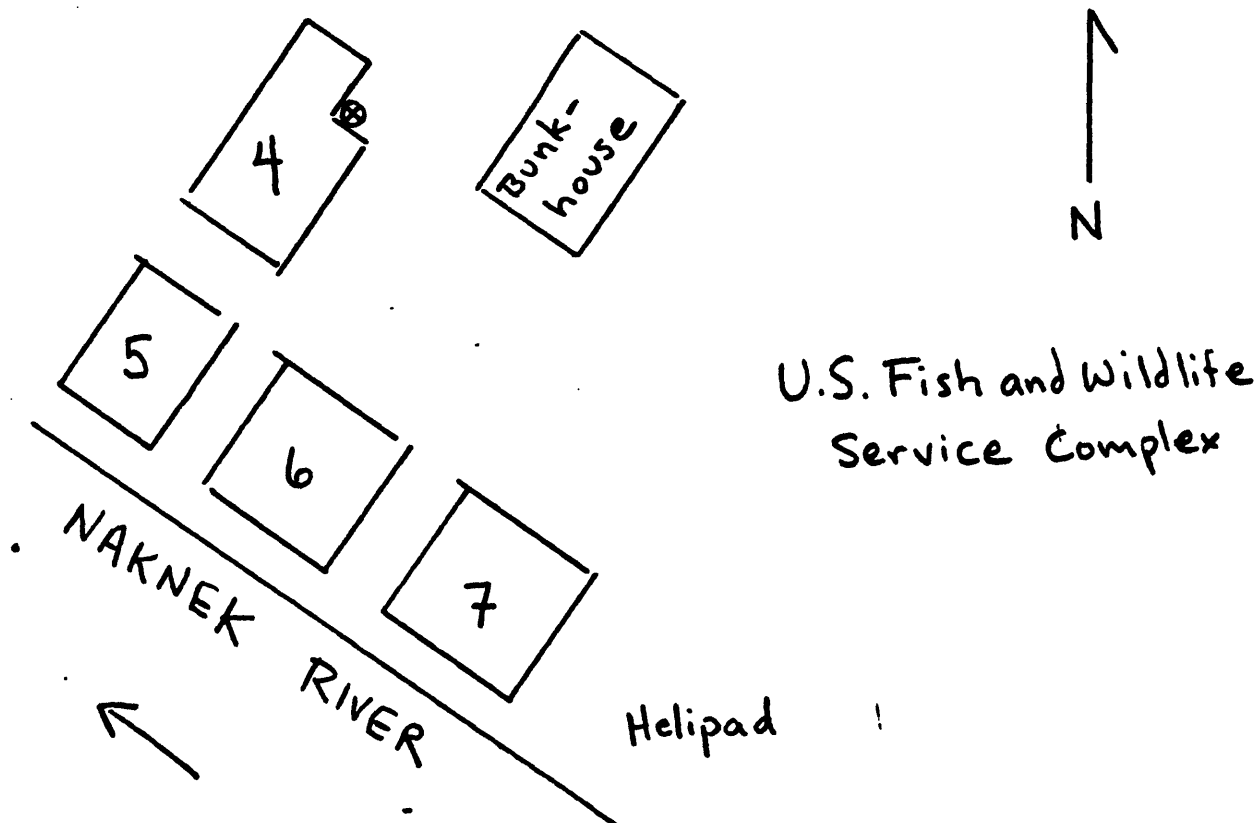 4
Bunk-
house
N
5
U.S. Fish and Wildlife
Service Complex
6
7
NAKNEK RIVER
Helipad